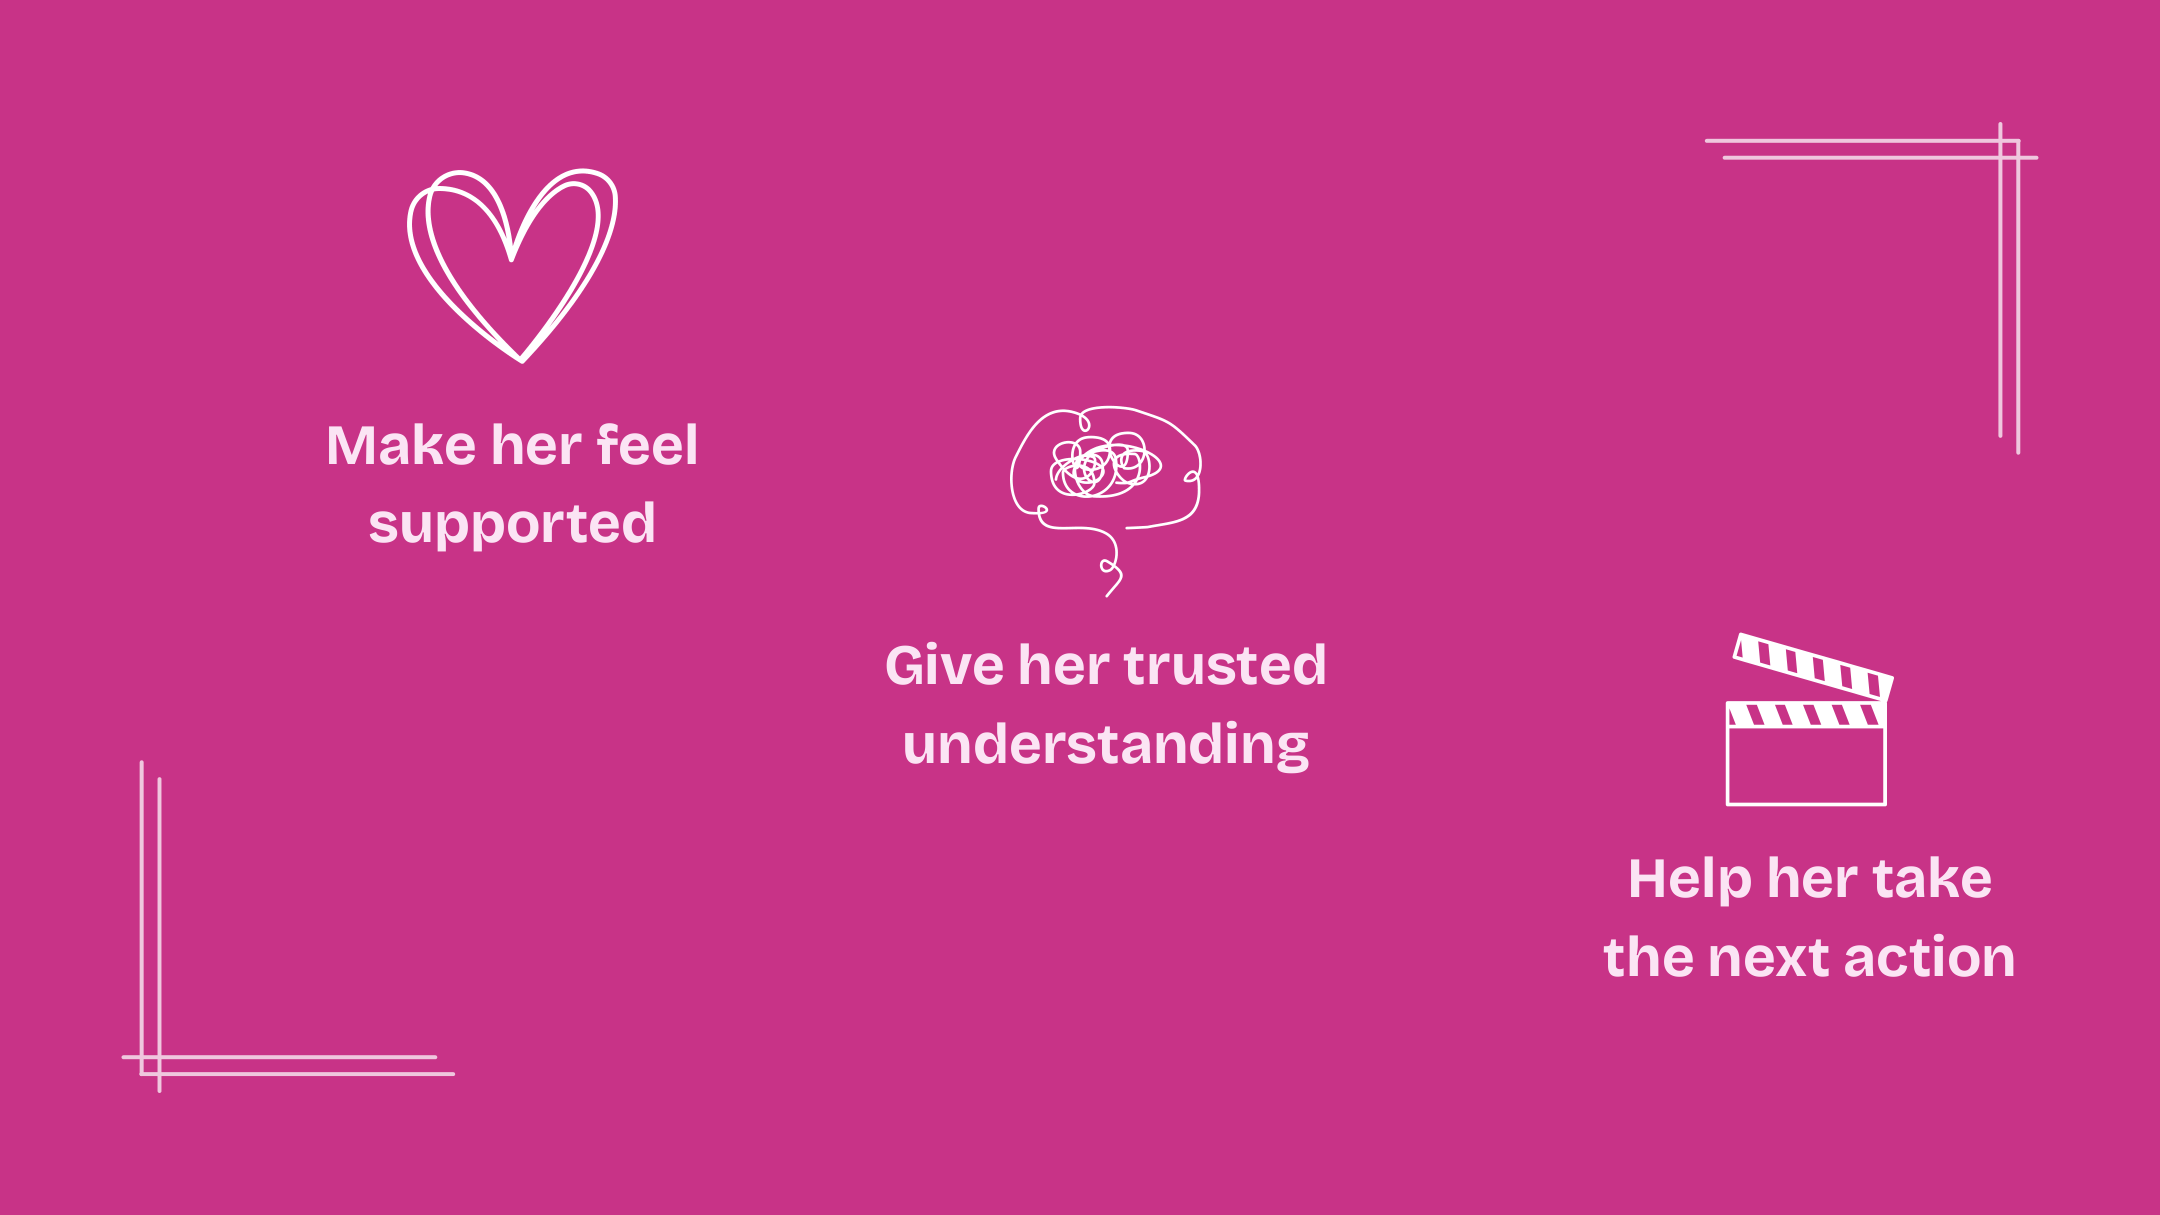 Make her feel
supported
Give her trusted
understanding
Help her take
the next action